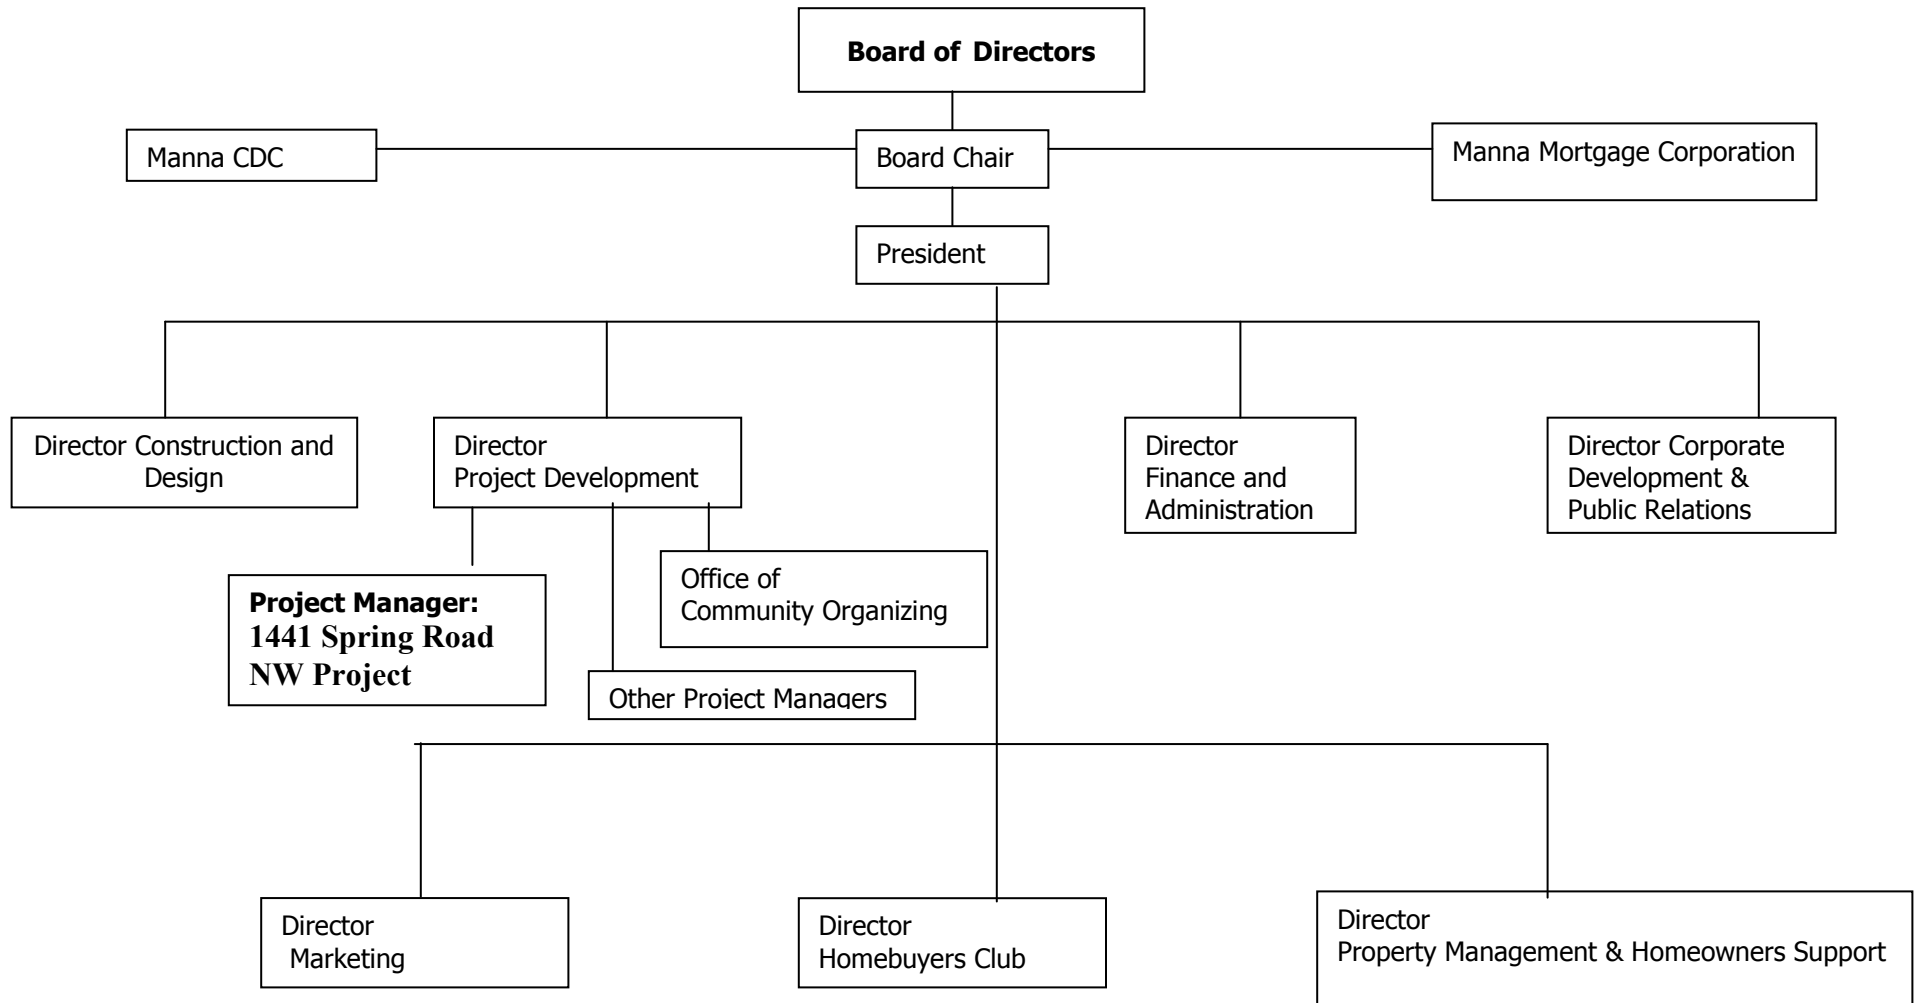 Board of Directors
Manna CDC
Board Chair
Manna Mortgage Corporation
President
Director Construction and
Design
Director
Project Development
Director
Finance and
Administration
Director Corporate
Development &
Public Relations
Project Manager:
1441 Spring Road
NW Project
Office of
Community Organizing
Other Project Managers
Director
Marketing
Director
Homebuyers Club
Director
Property Management & Homeowners Support